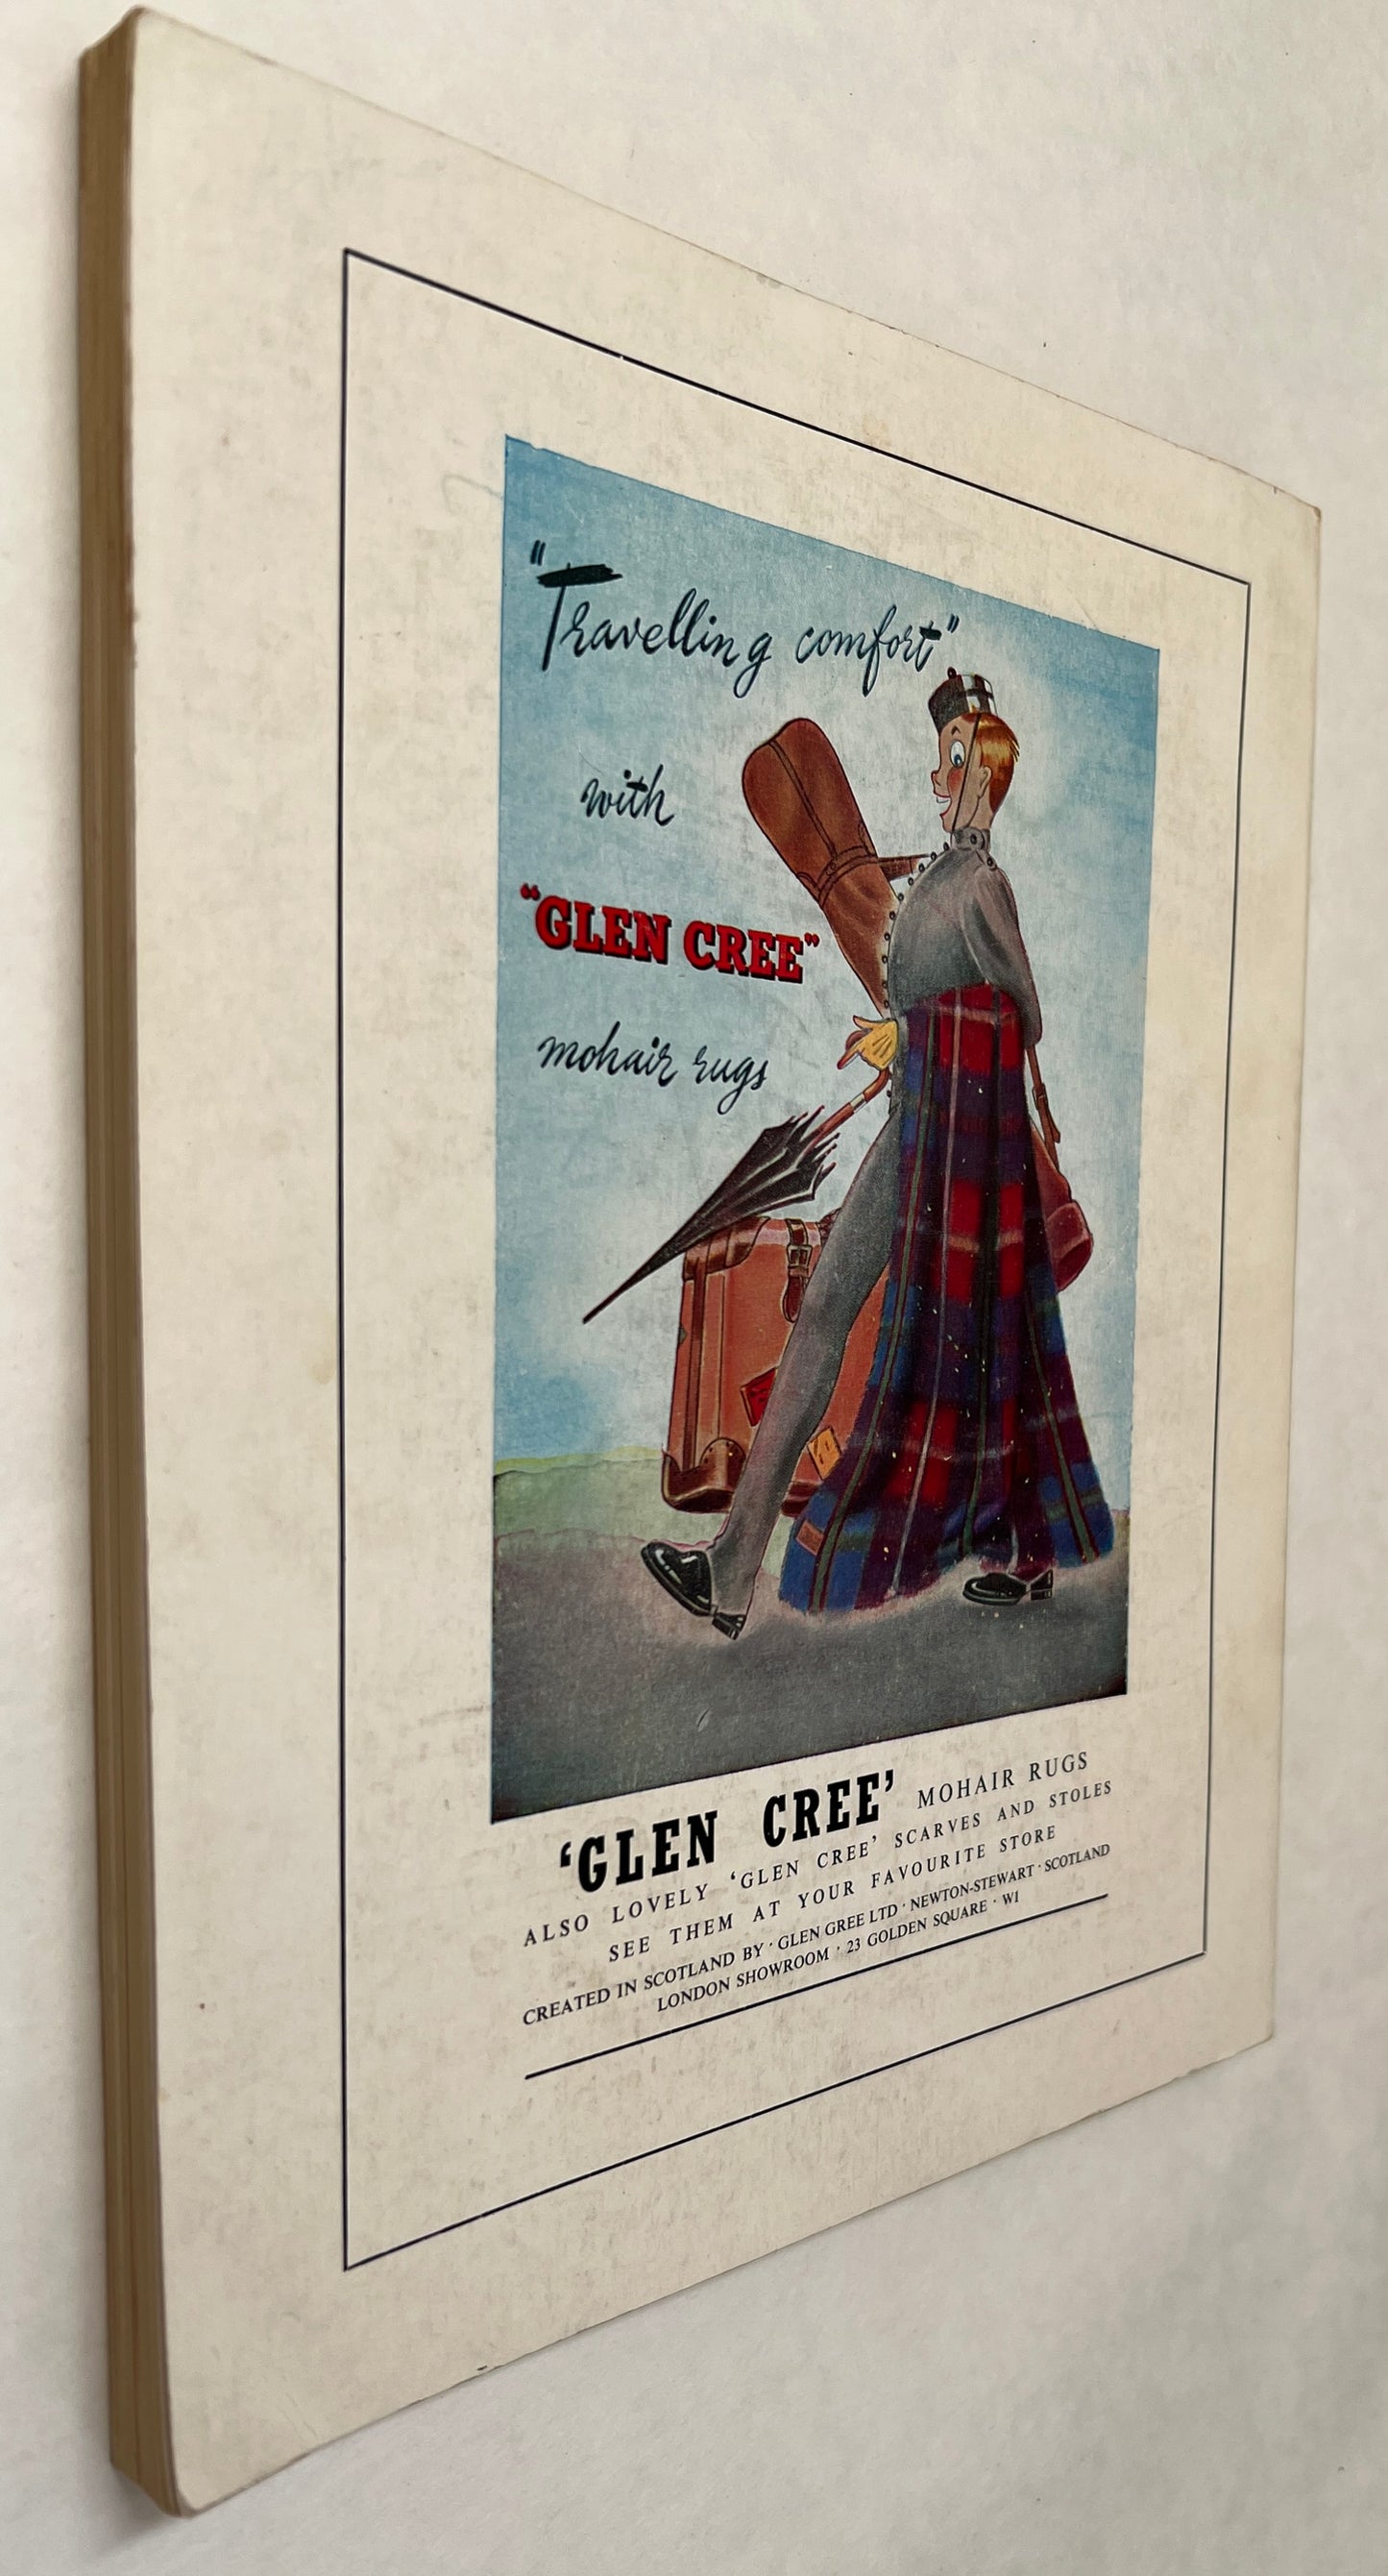 "Travelling comfort"
with
"GLEN CREE"
mohair rugs
'GLEN CREE' MOHAIR RUGS
ALSO LOVELY 'GLEN CREE' SCARVES AND STOLES
SEE THEM AT YOUR FAVOURITE STORE
CREATED IN SCOTLAND BY · GLEN GREE LTD · NEWTON-STEWART · SCOTLAND
LONDON SHOWROOM · 23 GOLDEN SQUARE · W1